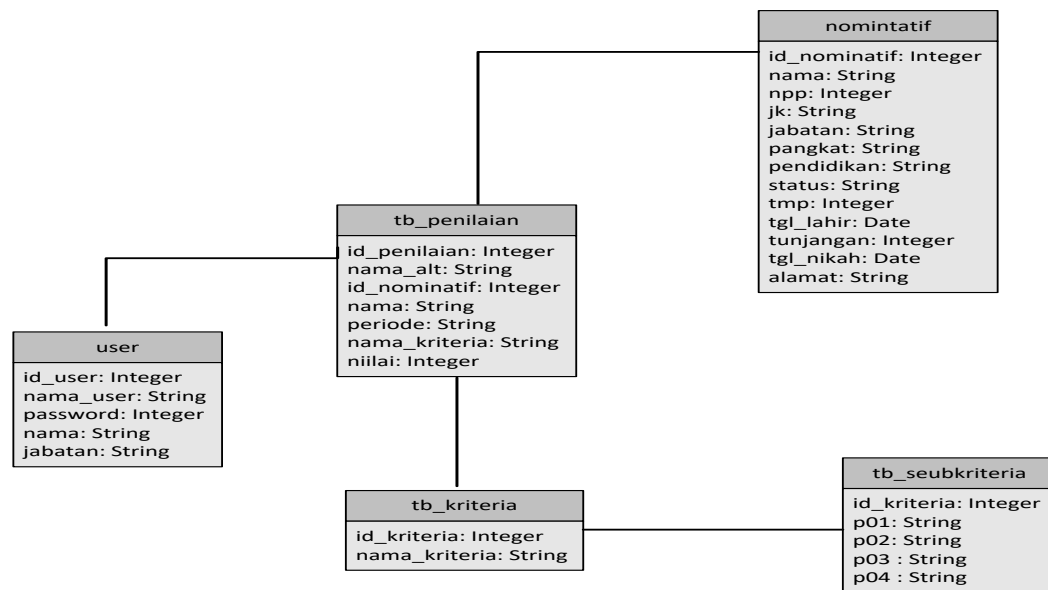 nomintatif
id_nominatif: Integer
nama: String
npp: Integer
jk: String
jabatan: String
pangkat: String
pendidikan: String
status: String
tmp: Integer
tgl_lahir: Date
tunjangan: Integer
tgl_nikah: Date
alamat: String
tb_penilaian
id_penilaian: Integer
nama_alt: String
id_nominatif: Integer
nama: String
periode: String
nama_kriteria: String
niilai: Integer
user
id_user: Integer
nama_user: String
password: Integer
nama: String
jabatan: String
tb_kriteria
id_kriteria: Integer
nama_kriteria: String
tb_seubkriteria
id_kriteria: Integer
p01: String
p02: String
p03 : String
p04 : String